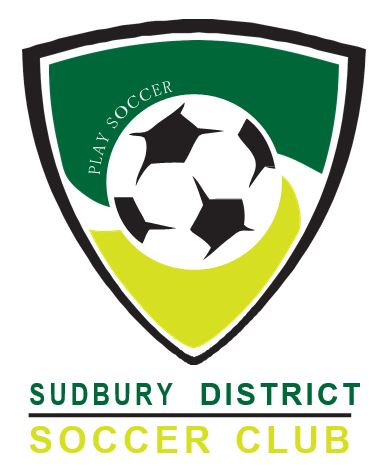 PLAY SOCCER
SUDBURY DISTRICT
SOCCER CLUB